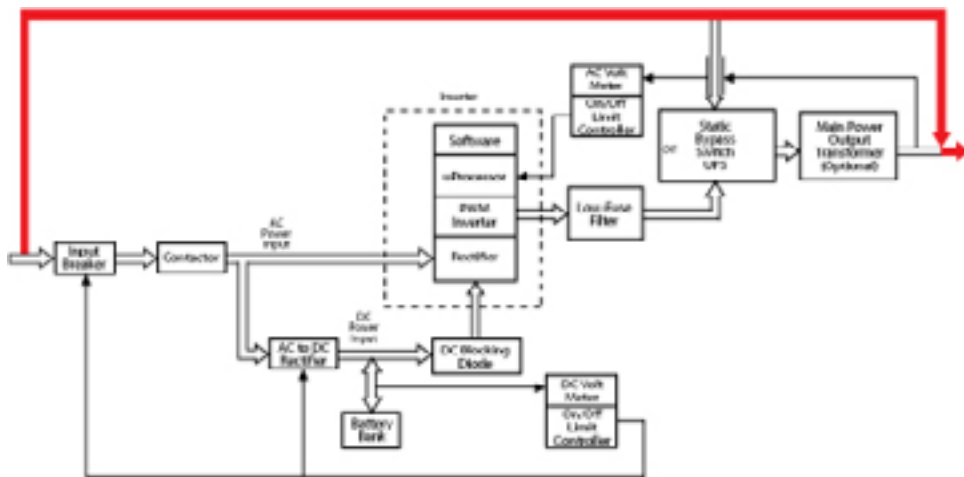 AC Volt
Meter
On/Off
Limit
Controller
Inverter
Software
uProcessor
PWM
Inverter
Rectifier
Static
Bypass
Switch
UPS
Main Power
Output
Transformer
(Optional)
Low-Pass
Filter
AC
Power
Input
Input
Breaker
Contactor
DC
Power
Input
AC to DC
Rectifier
DC Blocking
Diode
DC Volt
Meter
On/Off
Limit
Controller
Battery
Bank